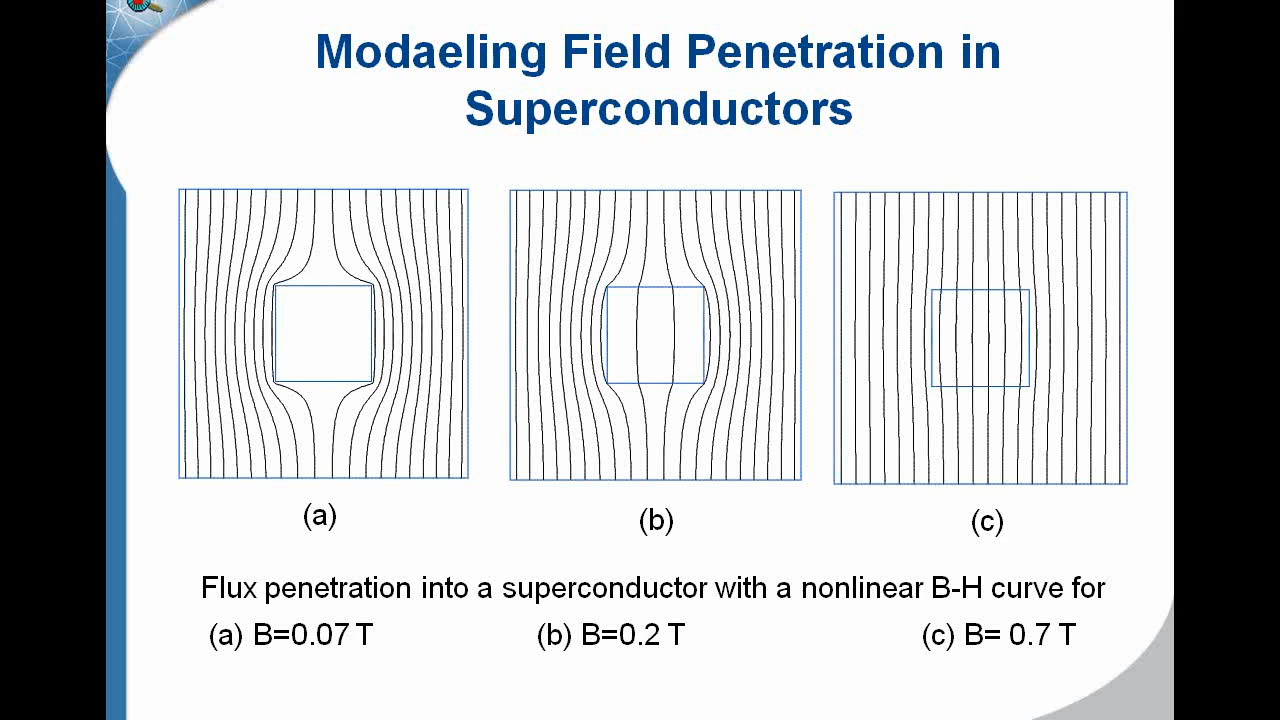 Modaeling Field Penetration in
Superconductors
(a) (b) (c)
Flux penetration into a superconductor with a nonlinear B-H curve for
(a) B=0.07 T (b) B=0.2 T (c) B= 0.7 T